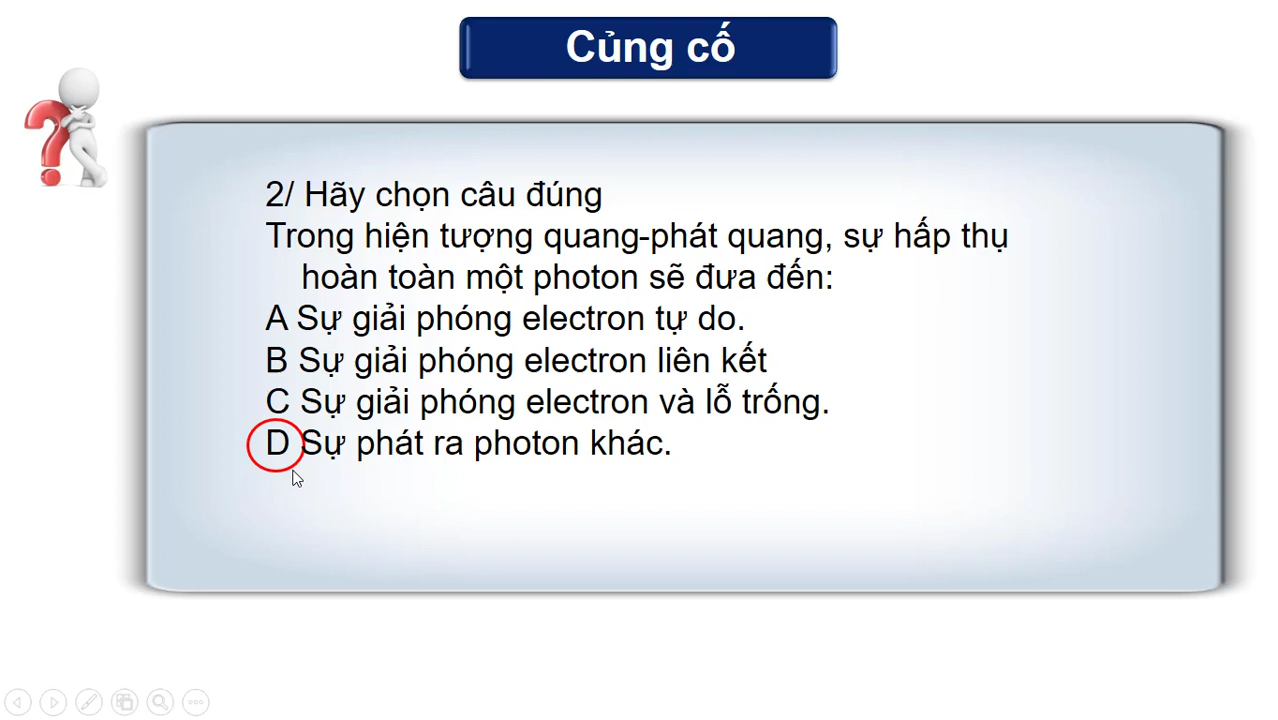 Củng cố
2/ Hãy chọn câu đúng
Trong hiện tượng quang-phát quang, sự hấp thụ
hoàn toàn một photon sẽ đưa đến:
A Sự giải phóng electron tự do.
B Sự giải phóng electron liên kết
C Sự giải phóng electron và lỗ trống.
D Sự phát ra photon khác.